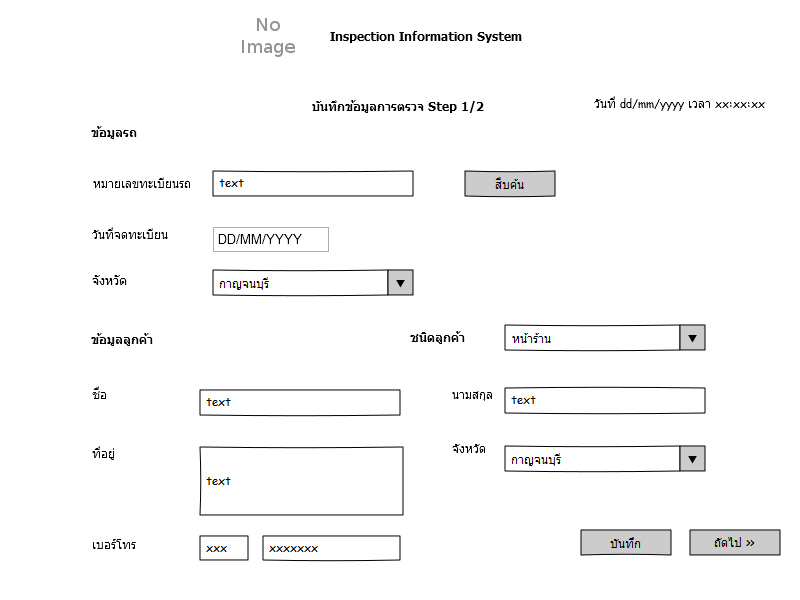 No
Image
Inspection Information System
บันทึกข้อมูลการตรวจ Step 1/2
วันที่ dd/mm/yyyy เวลา xx:xx:xx
ข้อมูลรถ
หมายเลขทะเบียนรถ text สืบค้น
วันที่จดทะเบียน DD/MM/YYYY
จังหวัด กาญจนบุรี
ข้อมูลลูกค้า ชนิดลูกค้า หน้าร้าน
ชื่อ text นามสกุล text
ที่อยู่ text จังหวัด กาญจนบุรี
เบอร์โทร xxx xxxxxxx บันทึก ถัดไป »